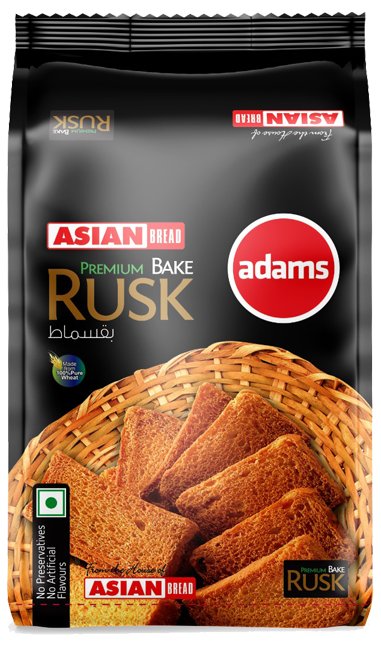 RUSK
PREMIUM BAKE
ASIAN BREAD
From the House of
ASIAN BREAD
adams
PREMIUM BAKE
RUSK
بقسماط
Made
from
100%Pure
Wheat
No Preservatives
No Artificial
Flavours
From the House of
ASIAN BREAD
PREMIUM BAKE
RUSK